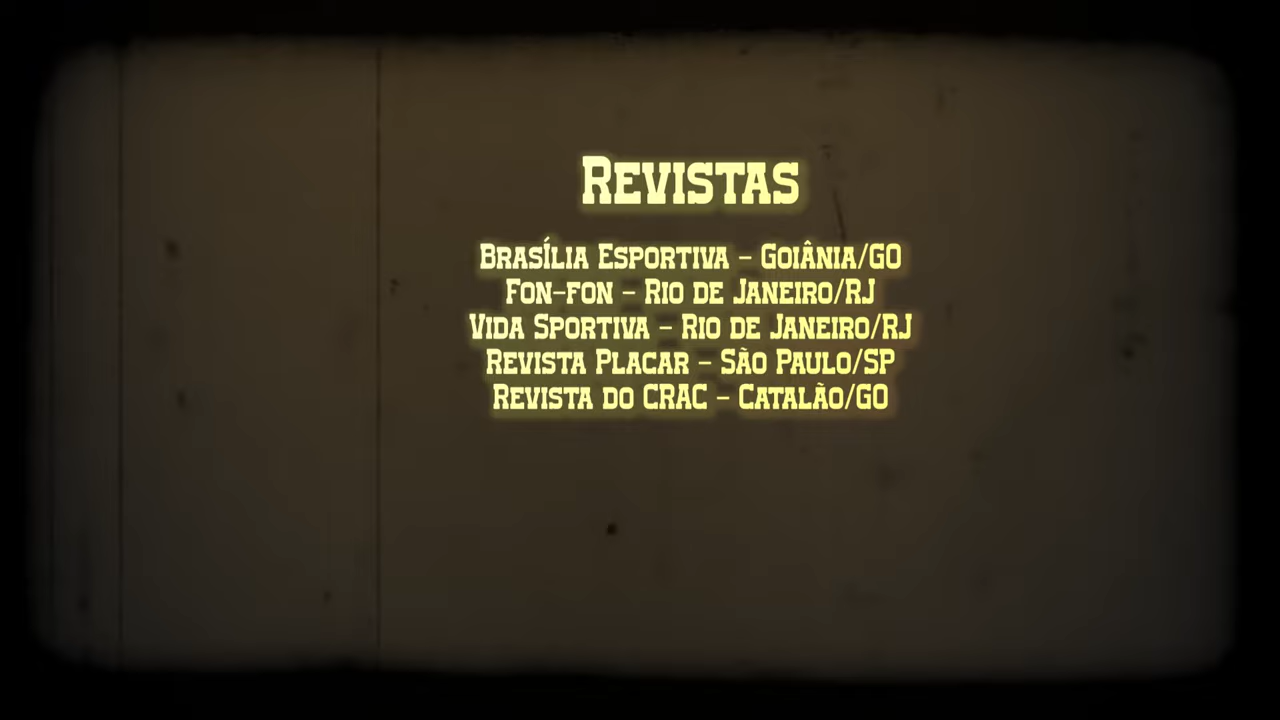 Revistas
Brasília Esportiva – Goiânia/GO
Fon-fon – Rio de Janeiro/RJ
Vida Sportiva – Rio de Janeiro/RJ
Revista Placar – São Paulo/SP
Revista do CRAC – Catalão/GO